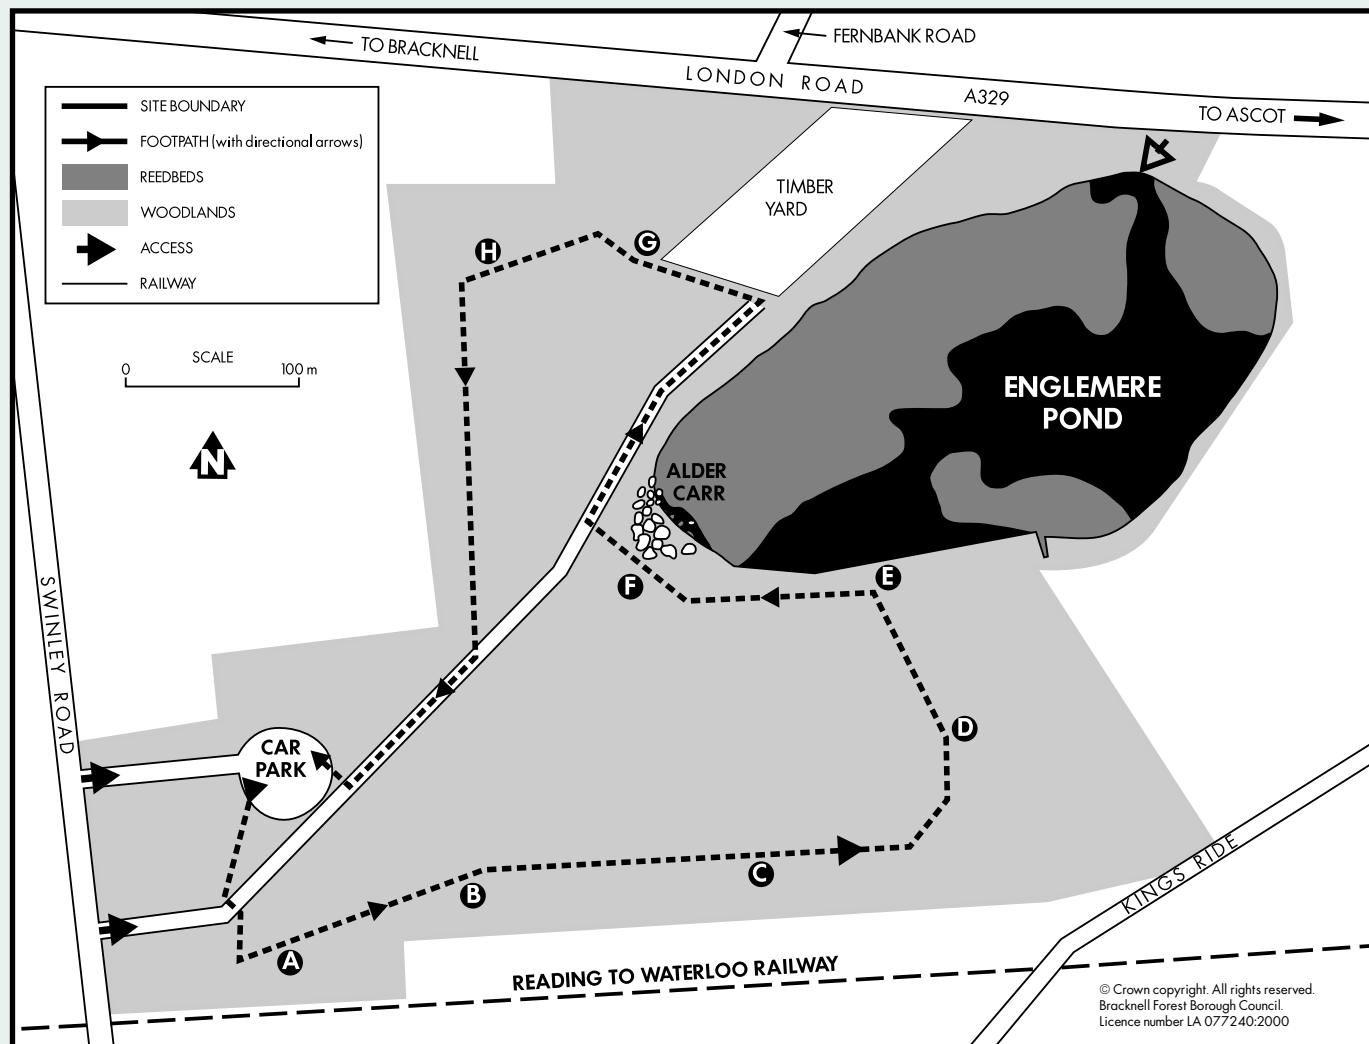 FERNBANK ROAD
TO BRACKNELL
LONDON ROAD
A329
TO ASCOT
SITE BOUNDARY
FOOTPATH (with directional arrows)
REEDBEDS
WOODLANDS
ACCESS
RAILWAY
TIMBER
YARD
H
G
SCALE
0 100 m
N
ENGLEMERE
POND
ALDER
CARR
F
E
SWINLEY ROAD
D
CAR
PARK
C
B
A
KINGS RIDE
READING TO WATERLOO RAILWAY
© Crown copyright. All rights reserved.
Bracknell Forest Borough Council.
Licence number LA 077240:2000